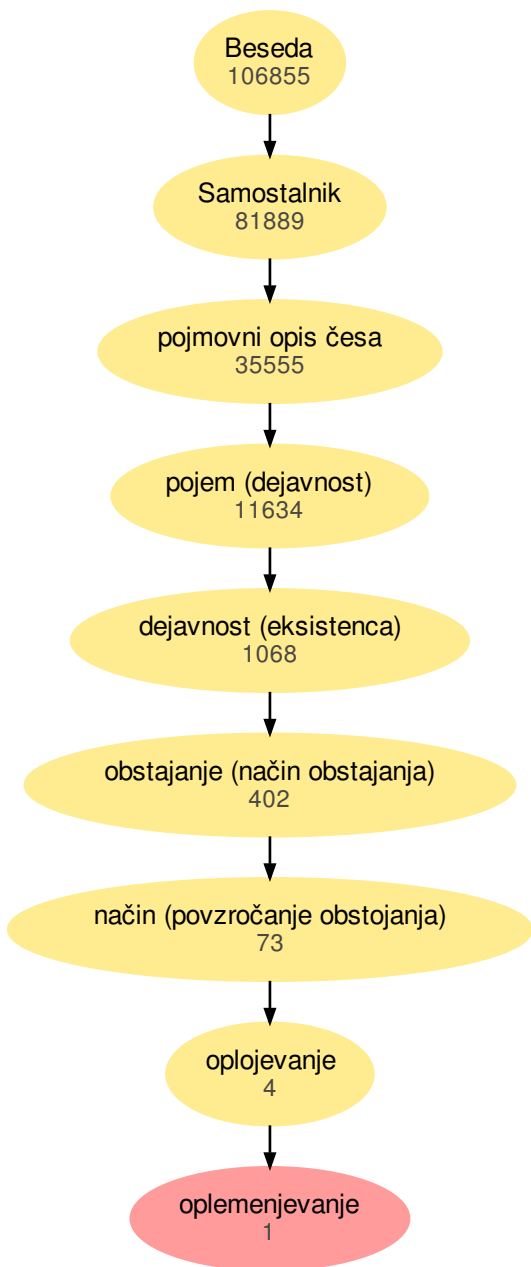 Beseda
106855
Samostalnik
81889
pojmovni opis česa
35555
pojem (dejavnost)
11634
dejavnost (eksistenca)
1068
obstajanje (način obstajanja)
402
način (povzročanje obstojanja)
73
oplojevanje
4
oplemenjevanje
1